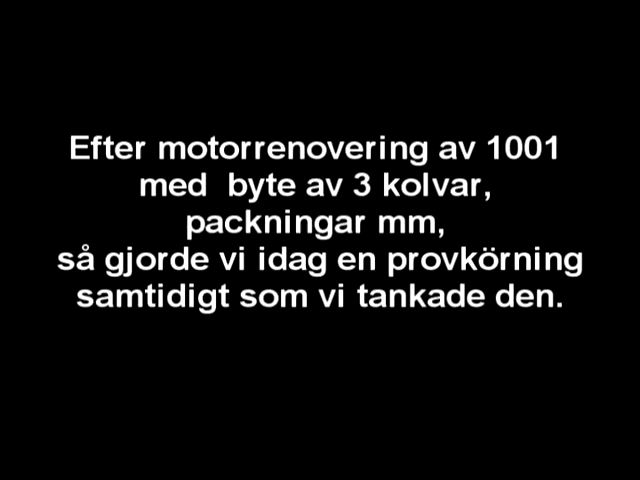 Efter motorrenovering av 1001
med  byte av 3 kolvar,
packningar mm,
så gjorde vi idag en provkörning
samtidigt som vi tankade den.